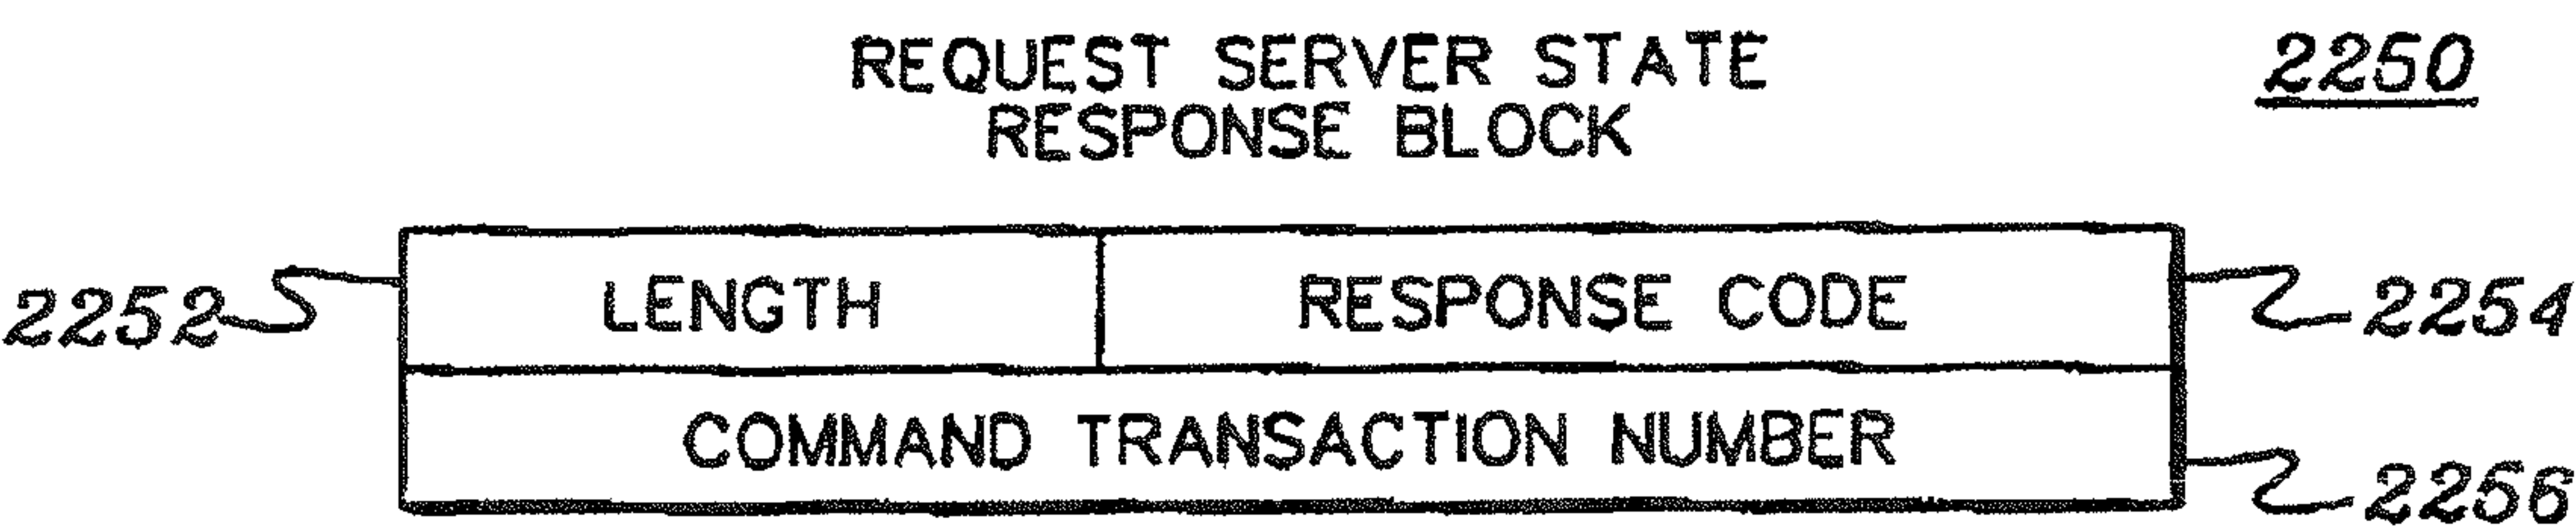 REQUEST SERVER STATE
RESPONSE BLOCK
2250
2252
LENGTH
RESPONSE CODE
2254
COMMAND TRANSACTION NUMBER
2256